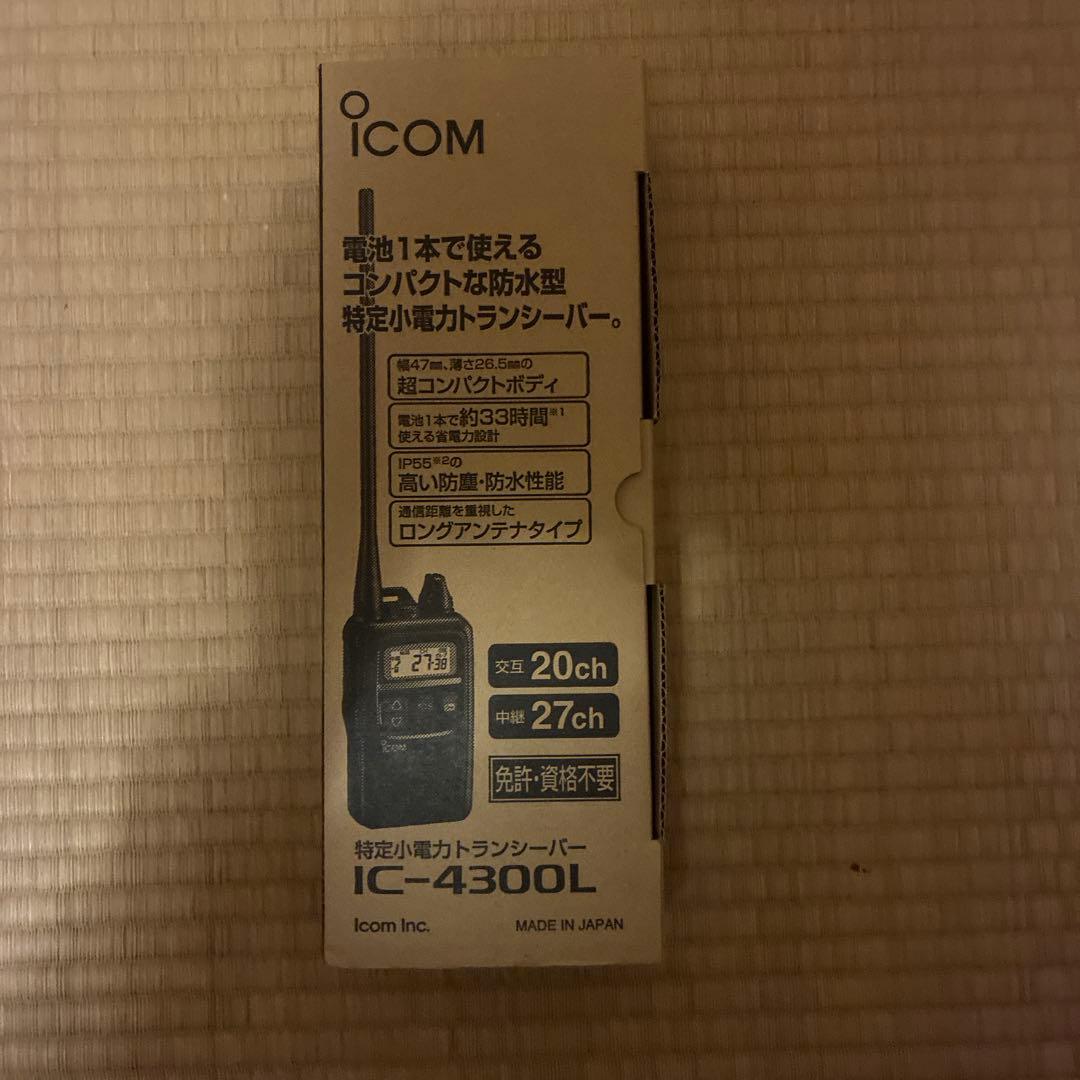 iCOM
電池1本で使える
コンパクトな防水型
特定小電力トランシーバー。
幅47㎜、薄さ26.5㎜の
超コンパクトボディ
電池1本で約33時間※1
使える省電力設計
IP55※2の
高い防塵・防水性能
通信距離を重視した
ロングアンテナタイプ
27-38
iCOM
交互 20ch
中継 27ch
免許・資格不要
特定小電力トランシーバー
IC-4300L
Icom Inc.
MADE IN JAPAN